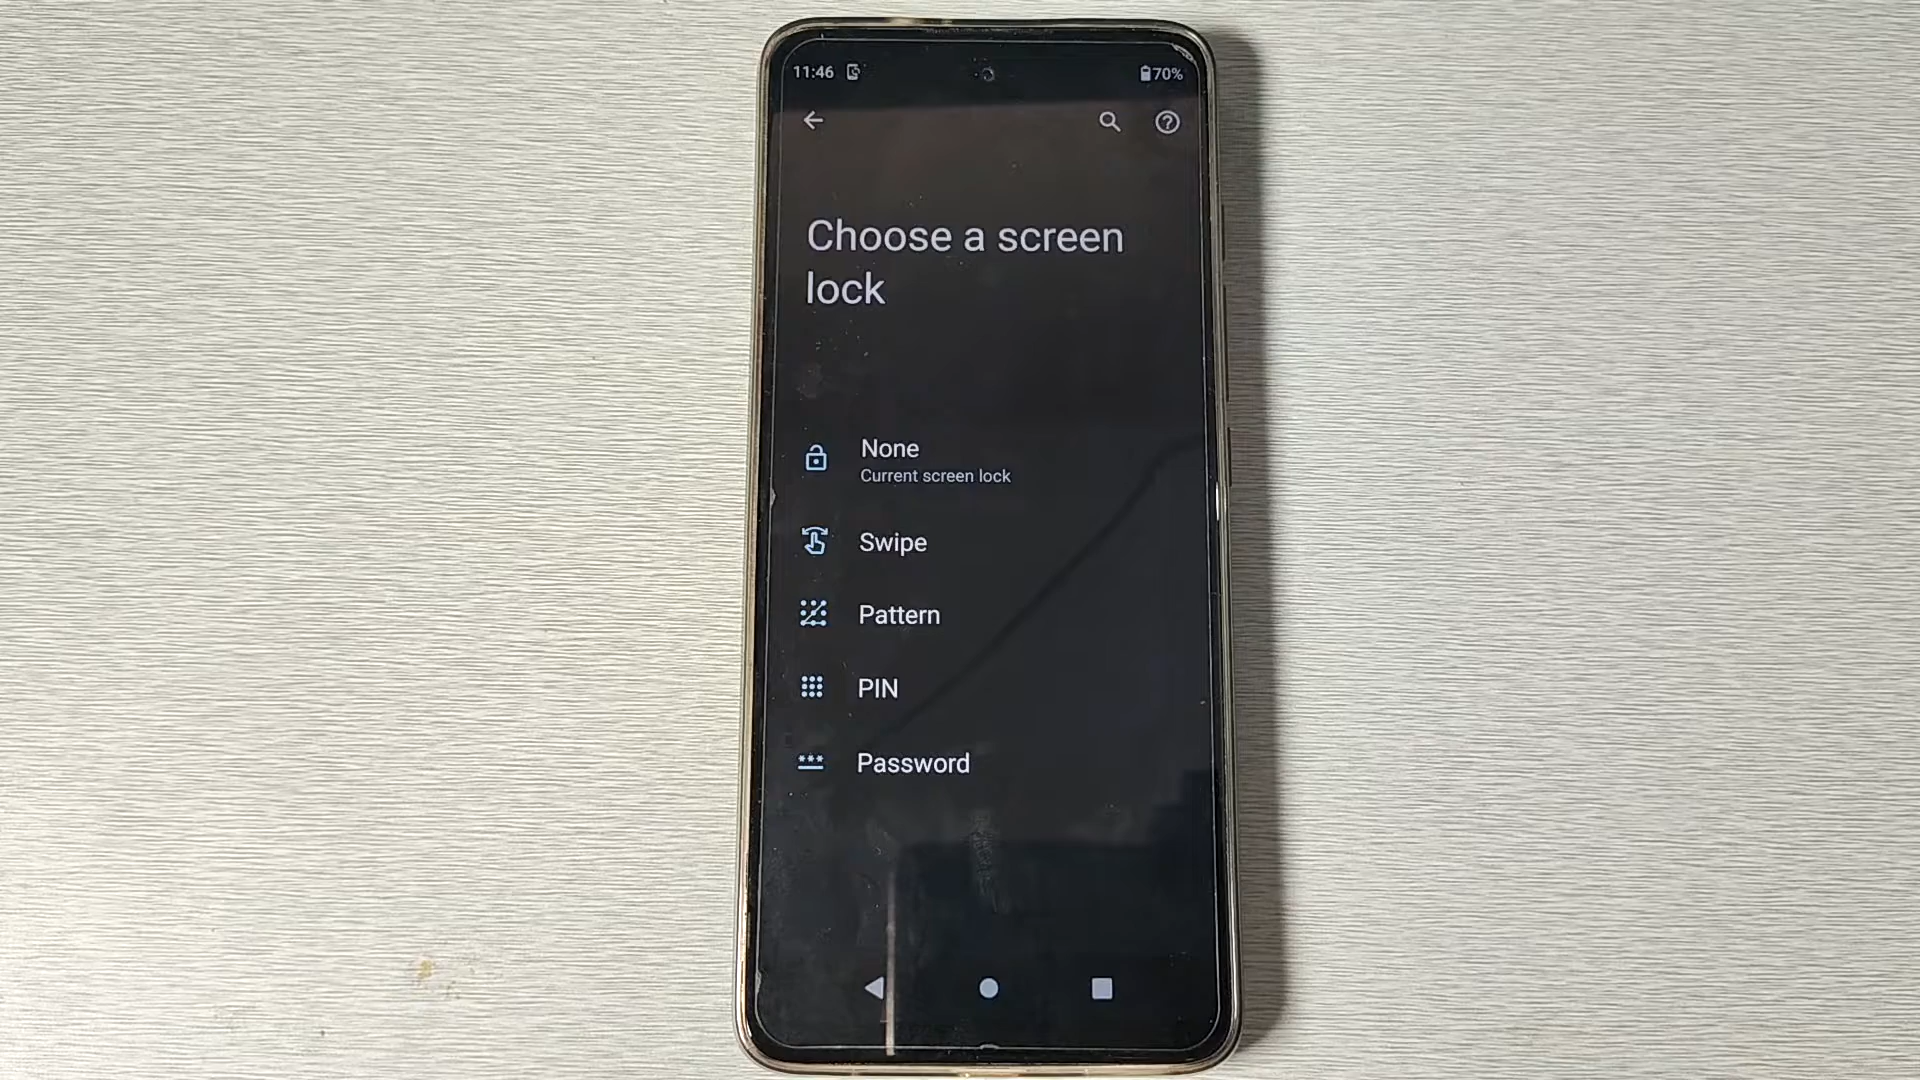 11:46
70%
Choose a screen
lock
None
Current screen lock
Swipe
Pattern
PIN
Password